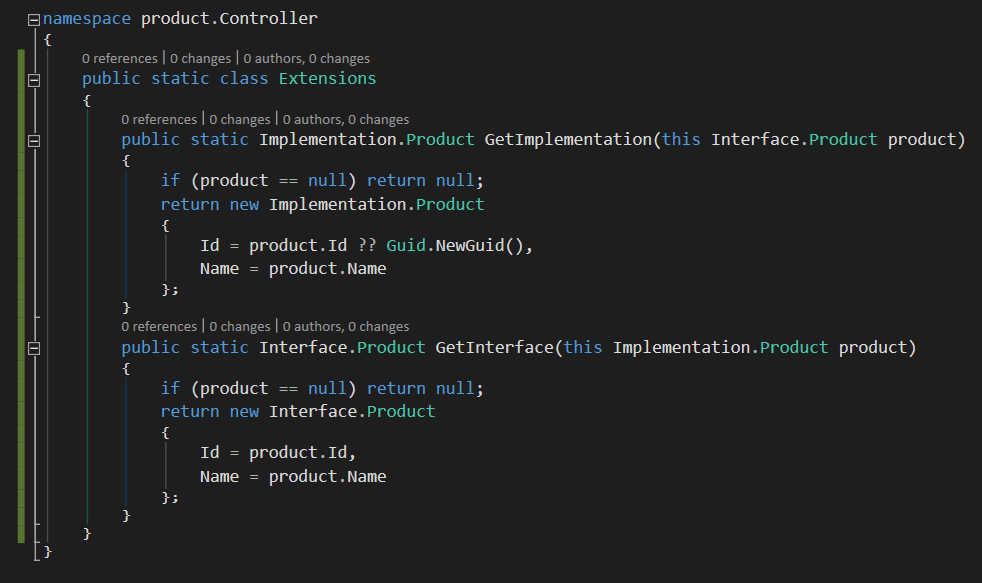 namespace product.Controller
{
0 references | 0 changes | 0 authors, 0 changes
public static class Extensions
{
0 references | 0 changes | 0 authors, 0 changes
public static Implementation.Product GetImplementation(this Interface.Product product)
{
if (product == null) return null;
return new Implementation.Product
{
Id = product.Id ?? Guid.NewGuid(),
Name = product.Name
};
}
0 references | 0 changes | 0 authors, 0 changes
public static Interface.Product GetInterface(this Implementation.Product product)
{
if (product == null) return null;
return new Interface.Product
{
Id = product.Id,
Name = product.Name
};
}
}
}